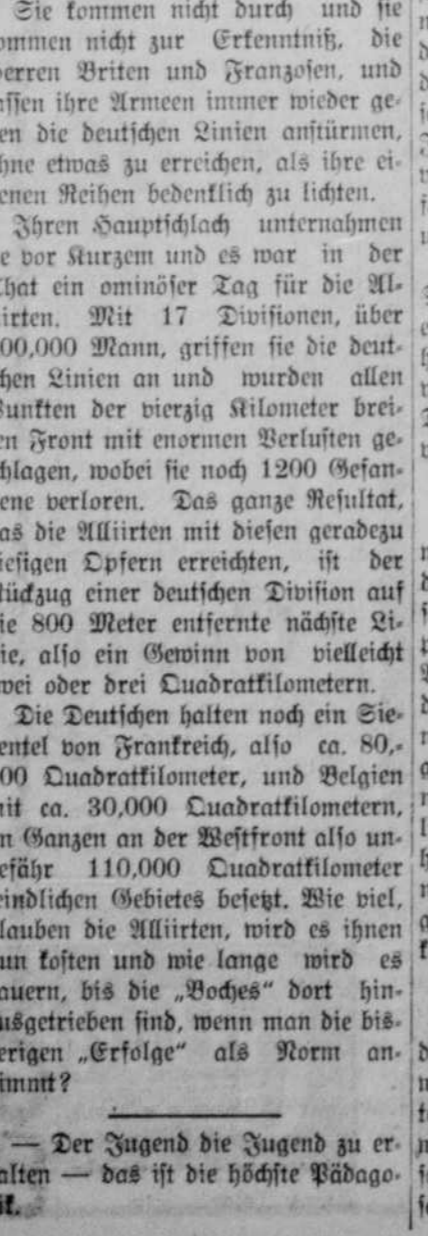 Sie kommen nicht durch und sie
ommen nicht zur Erkenntniß, die
erren Briten und Franzosen, und
assen ihre Armeen immer wieder ge-
en die deutschen Linien anstürmen,
hne etwas zu erreichen, als ihre ei-
enen Reihen bedenklich zu lichten.
Ihren Hauptschlach unternahmen
e vor Kurzem und es war in der
hat ein ominöser Tag für die Al-
iirten. Mit 17 Divisionen, über
00,000 Mann, griffen sie die deut-
chen Linien an und wurden allen
Punkten der vierzig Kilometer brei-
en Front mit enormen Verlusten ge-
chlagen, wobei sie noch 1200 Gefan-
ene verloren. Das ganze Resultat,
as die Alliirten mit diesen geradezu
iesigen Opfern erreichten, ist der
Rückzug einer deutschen Division auf
ie 800 Meter entfernte nächste Li-
ie, also ein Gewinn von vielleicht
wei oder drei Quadratkilometern.
Die Deutschen halten noch ein Sie-
entel von Frankreich, also ca. 80,-
00 Quadratkilometer, und Belgien
mit ca. 30,000 Quadratkilometern,
m Ganzen an der Westfront also un-
efähr 110,000 Quadratkilometer
eindlichen Gebietes besetzt. Wie viel,
lauben die Alliirten, wird es ihnen
un kosten und wie lange wird es
auern, bis die „Boches“ dort hin-
usgetrieben sind, wenn man die bis-
erigen „Erfolge“ als Norm an-
immt?
— Der Jugend die Jugend zu er-
alten — das ist die höchste Pädago-
ik.